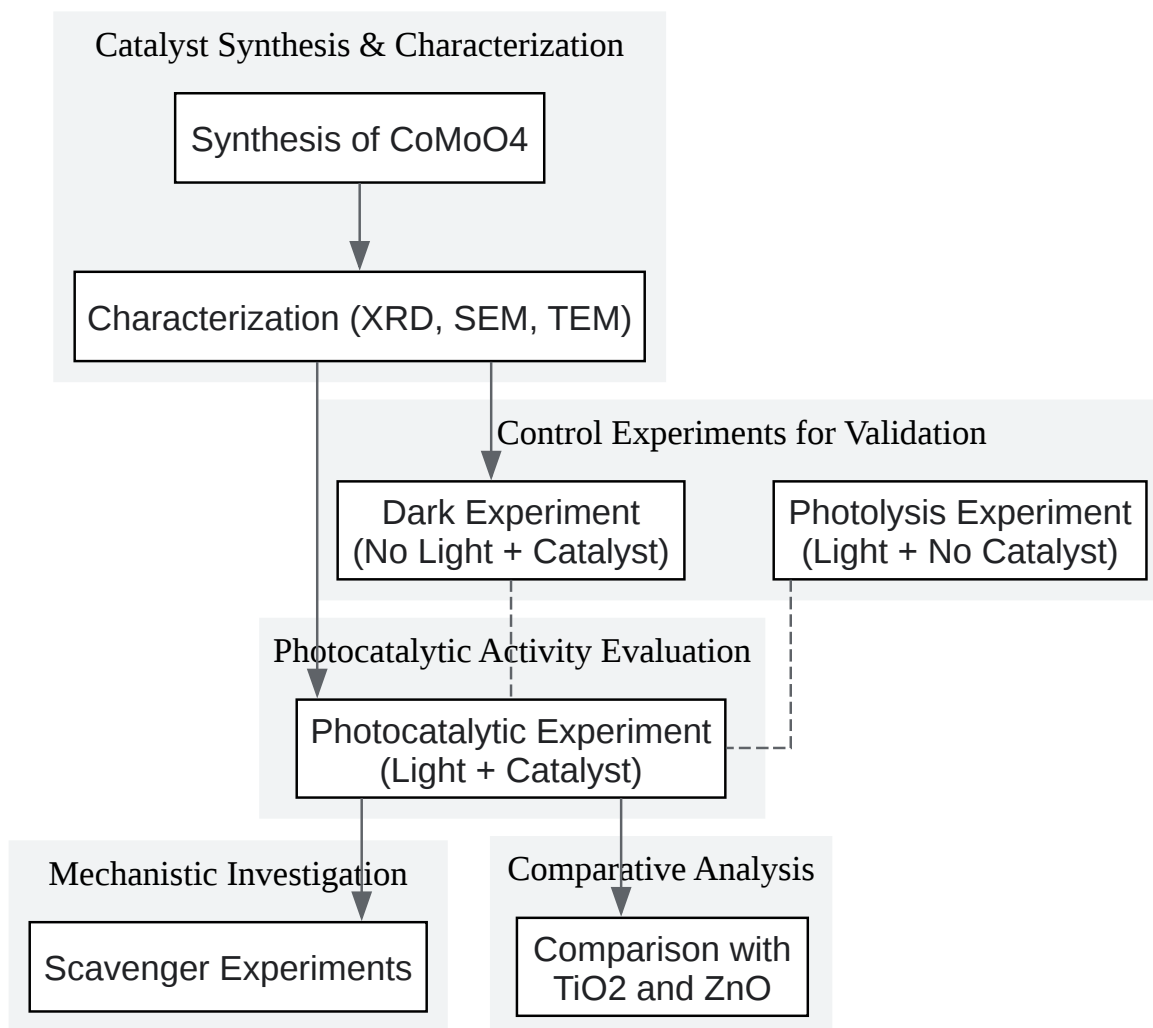 Catalyst Synthesis & Characterization
Synthesis of CoMoO4
Characterization (XRD, SEM, TEM)
Control Experiments for Validation
Dark Experiment
(No Light + Catalyst)
Photolysis Experiment
(Light + No Catalyst)
Photocatalytic Activity Evaluation
Photocatalytic Experiment
(Light + Catalyst)
Mechanistic Investigation
Scavenger Experiments
Comparative Analysis
Comparison with
TiO2 and ZnO